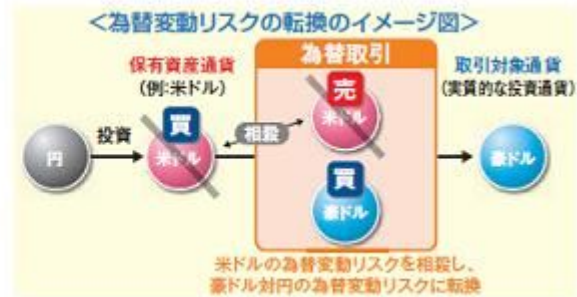 <為替変動リスクの転換のイメージ図>
保有資産通貨
(例:米ドル)
為替取引
取引対象通貨
(実質的な投資通貨)
円
投資
買
米ドル
相殺
売
米ドル
買
豪ドル
豪ドル
米ドルの為替変動リスクを相殺し、
豪ドル対円の為替変動リスクに転換